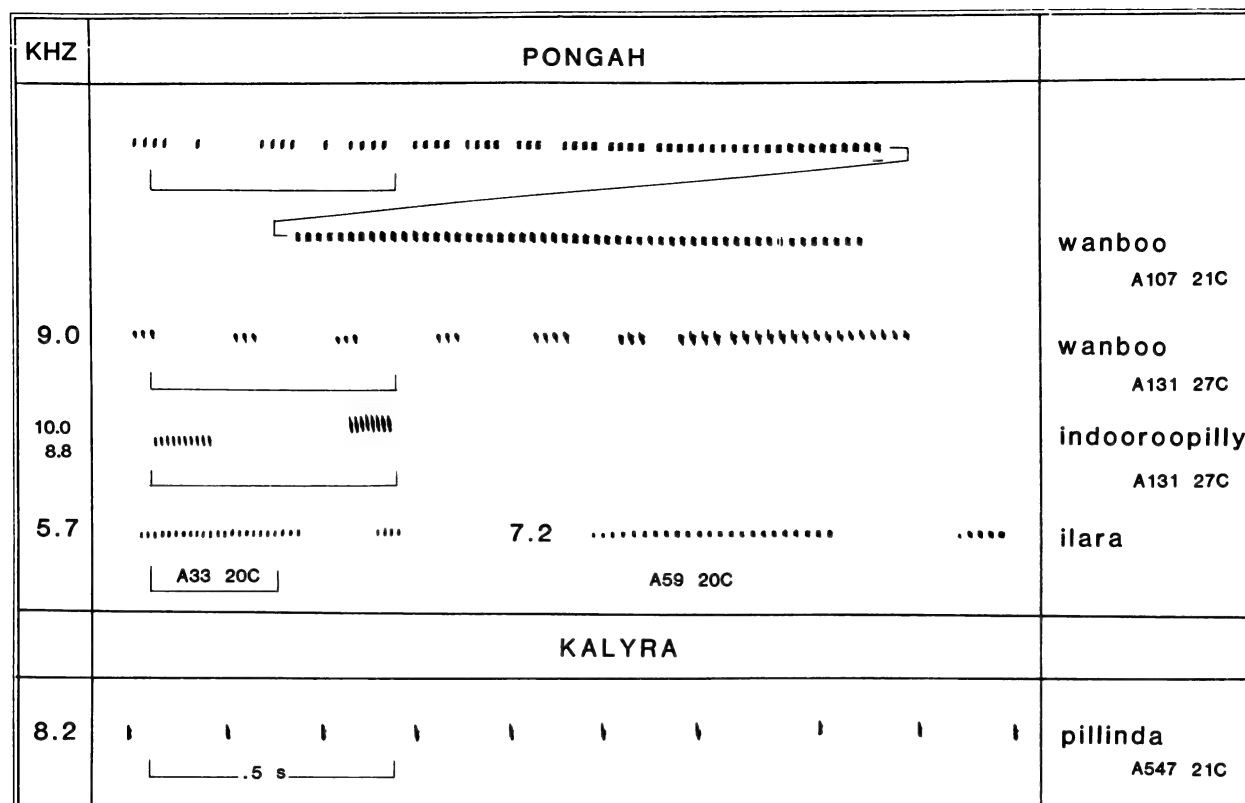 KHZ PONGAH
wanboo
A107 21C
9.0 wanboo
A131 27C
10.0
8.8 indooroopilly
A131 27C
5.7 7.2 ilara
A33 20C A59 20C
KALYRA
8.2 pillinda
.5 s A547 21C